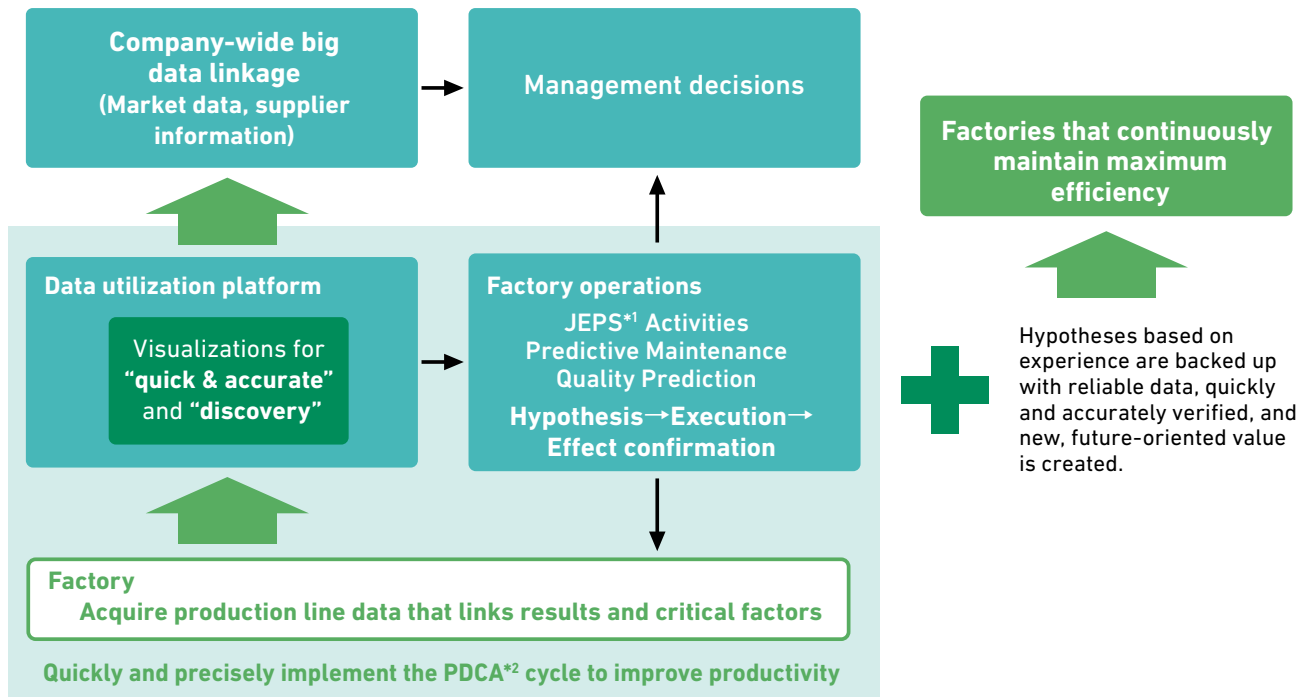 Company-wide big
data linkage
(Market data, supplier
information)
Management decisions
Factories that continuously
maintain maximum
efficiency
Data utilization platform
Visualizations for
“quick & accurate”
and “discovery”
Factory operations
JEPS*1 Activities
Predictive Maintenance
Quality Prediction
Hypothesis→Execution→
Effect confirmation
Hypotheses based on
experience are backed up
with reliable data, quickly
and accurately verified, and
new, future-oriented value
is created.
Factory
Acquire production line data that links results and critical factors
Quickly and precisely implement the PDCA*2 cycle to improve productivity